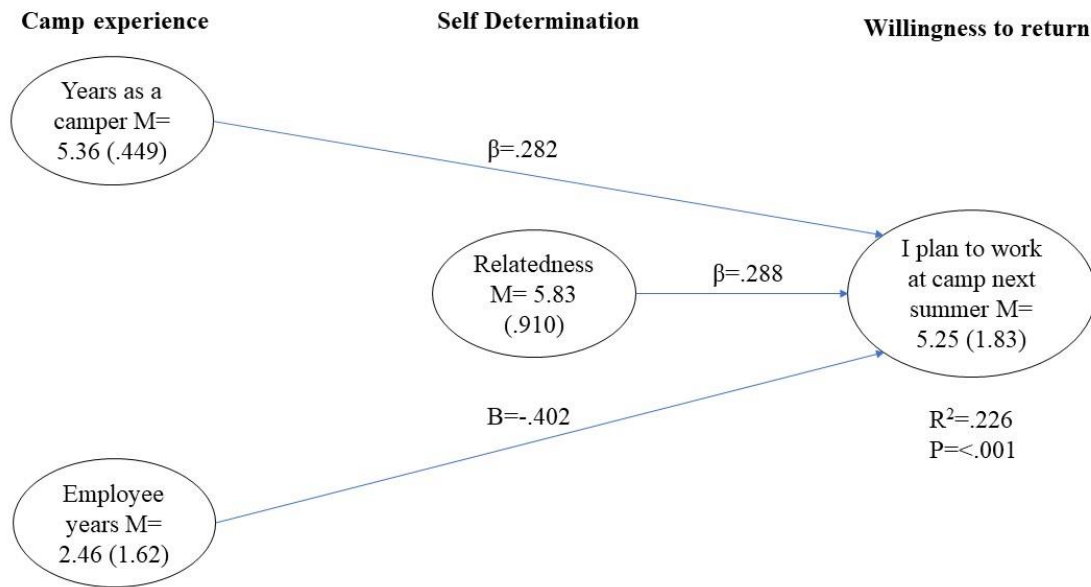 Camp experience
Self Determination
Willingness to return
Years as a
camper M=
5.36 (.449)
β=.282
Relatedness
M= 5.83
(.910)
β=.288
I plan to work
at camp next
summer M=
5.25 (1.83)
B=-.402
R²=.226
P=<.001
Employee
years M=
2.46 (1.62)